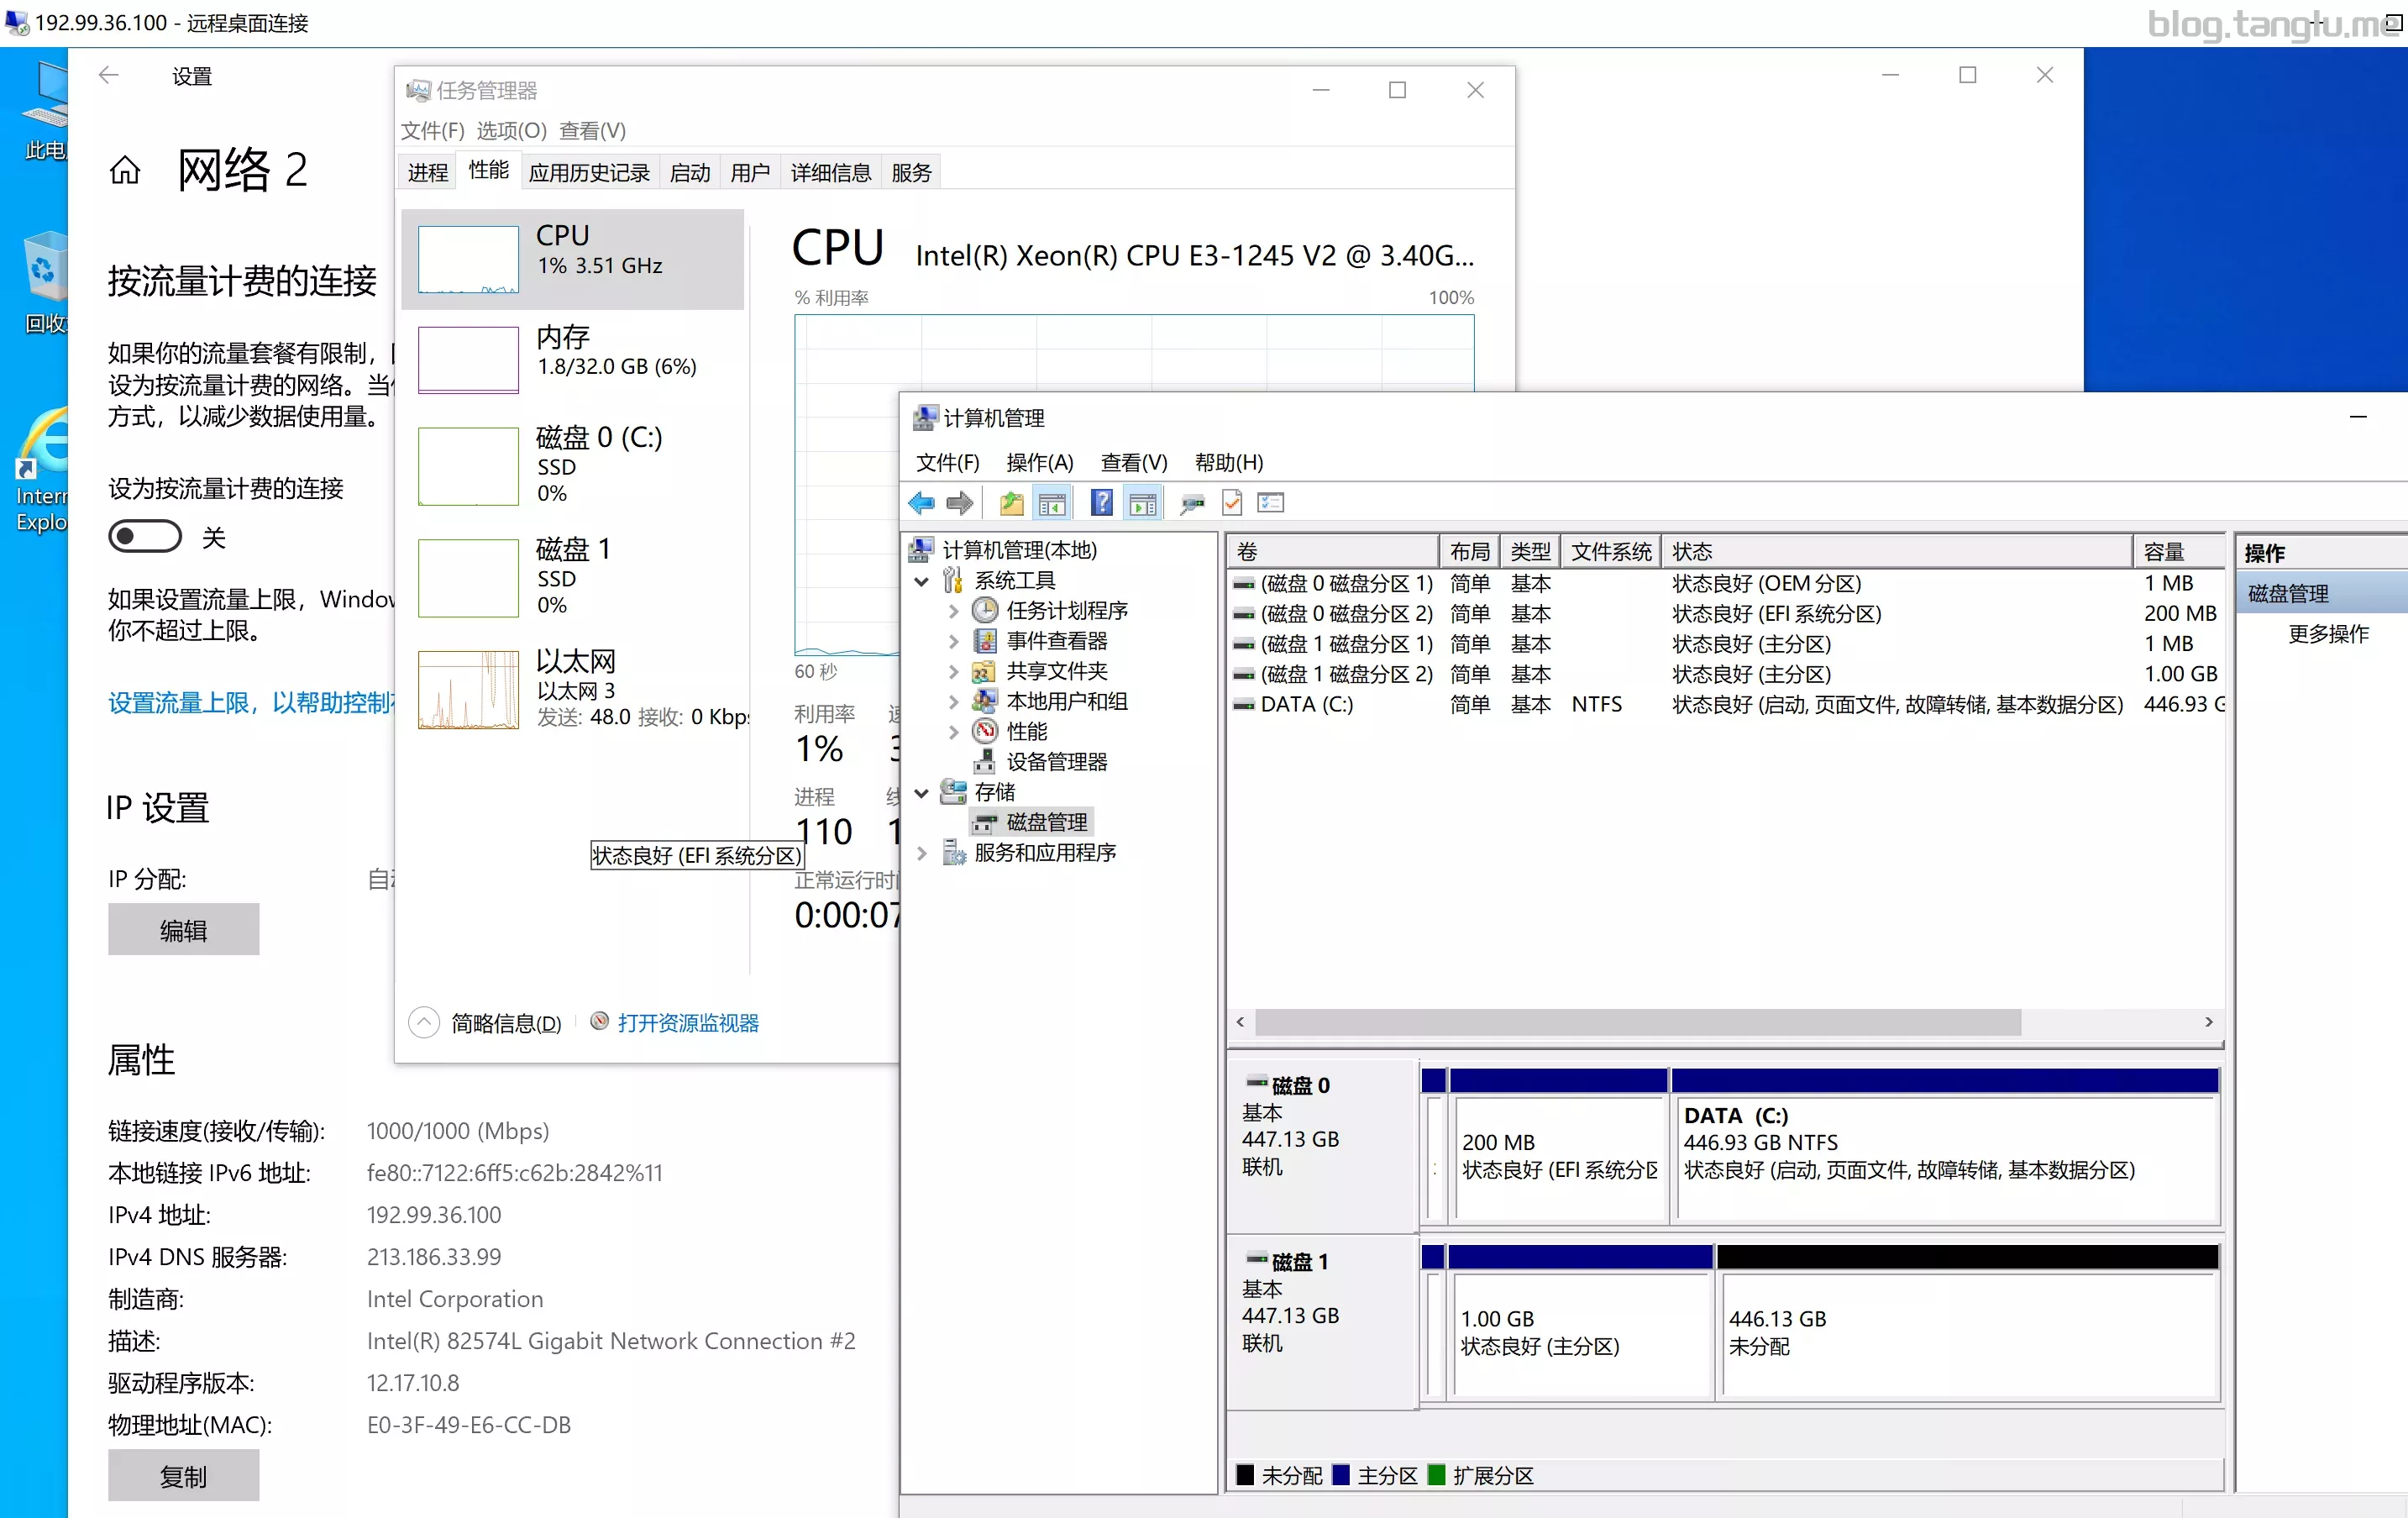 192.99.36.100 - 远程桌面连接
blog.tanglu.me
此电
回收
Intern
Explo
设置
网络 2
按流量计费的连接
如果你的流量套餐有限制，
设为按流量计费的网络。当
方式，以减少数据使用量。
设为按流量计费的连接
关
如果设置流量上限，Window
你不超过上限。
设置流量上限，以帮助控制
IP 设置
IP 分配:
自
编辑
属性
链接速度(接收/传输): 1000/1000 (Mbps)
本地链接 IPv6 地址: fe80::7122:6ff5:c62b:2842%11
IPv4 地址: 192.99.36.100
IPv4 DNS 服务器: 213.186.33.99
制造商: Intel Corporation
描述: Intel(R) 82574L Gigabit Network Connection #2
驱动程序版本: 12.17.10.8
物理地址(MAC): E0-3F-49-E6-CC-DB
复制
任务管理器
文件(F) 选项(O) 查看(V)
进程 性能 应用历史记录 启动 用户 详细信息 服务
CPU
1% 3.51 GHz
内存
1.8/32.0 GB (6%)
磁盘 0 (C:)
SSD
0%
磁盘 1
SSD
0%
以太网
以太网 3
发送: 48.0 接收: 0 Kbps
CPU Intel(R) Xeon(R) CPU E3-1245 V2 @ 3.40G...
% 利用率 100%
60 秒
利用率
1%
进程
110
正常运行时间
0:00:07
状态良好 (EFI 系统分区)
简略信息(D) 打开资源监视器
计算机管理
文件(F) 操作(A) 查看(V) 帮助(H)
计算机管理(本地)
系统工具
任务计划程序
事件查看器
共享文件夹
本地用户和组
性能
设备管理器
存储
磁盘管理
服务和应用程序
卷 布局 类型 文件系统 状态 容量
(磁盘 0 磁盘分区 1) 简单 基本 状态良好 (OEM 分区) 1 MB
(磁盘 0 磁盘分区 2) 简单 基本 状态良好 (EFI 系统分区) 200 MB
(磁盘 1 磁盘分区 1) 简单 基本 状态良好 (主分区) 1 MB
(磁盘 1 磁盘分区 2) 简单 基本 状态良好 (主分区) 1.00 GB
DATA (C:) 简单 基本 NTFS 状态良好 (启动, 页面文件, 故障转储, 基本数据分区) 446.93 G
操作
磁盘管理
更多操作
磁盘 0
基本
447.13 GB
联机
200 MB
状态良好 (EFI 系统分区
DATA (C:)
446.93 GB NTFS
状态良好 (启动, 页面文件, 故障转储, 基本数据分区)
磁盘 1
基本
447.13 GB
联机
1.00 GB
状态良好 (主分区)
446.13 GB
未分配
未分配 主分区 扩展分区